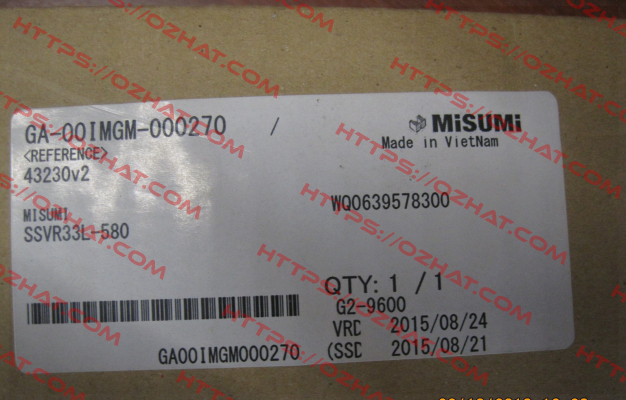 GA-00IMGM-000270 /
MiSUMi
Made in VietNam
<REFERENCE>
43230v2
WQ0639578300
MISUMI
SSVR33L-580
QTY: 1 / 1
G2-9600
VRD 2015/08/24
GA00IMGM000270
(SSD 2015/08/21
HTTPS://OZHAT.COM